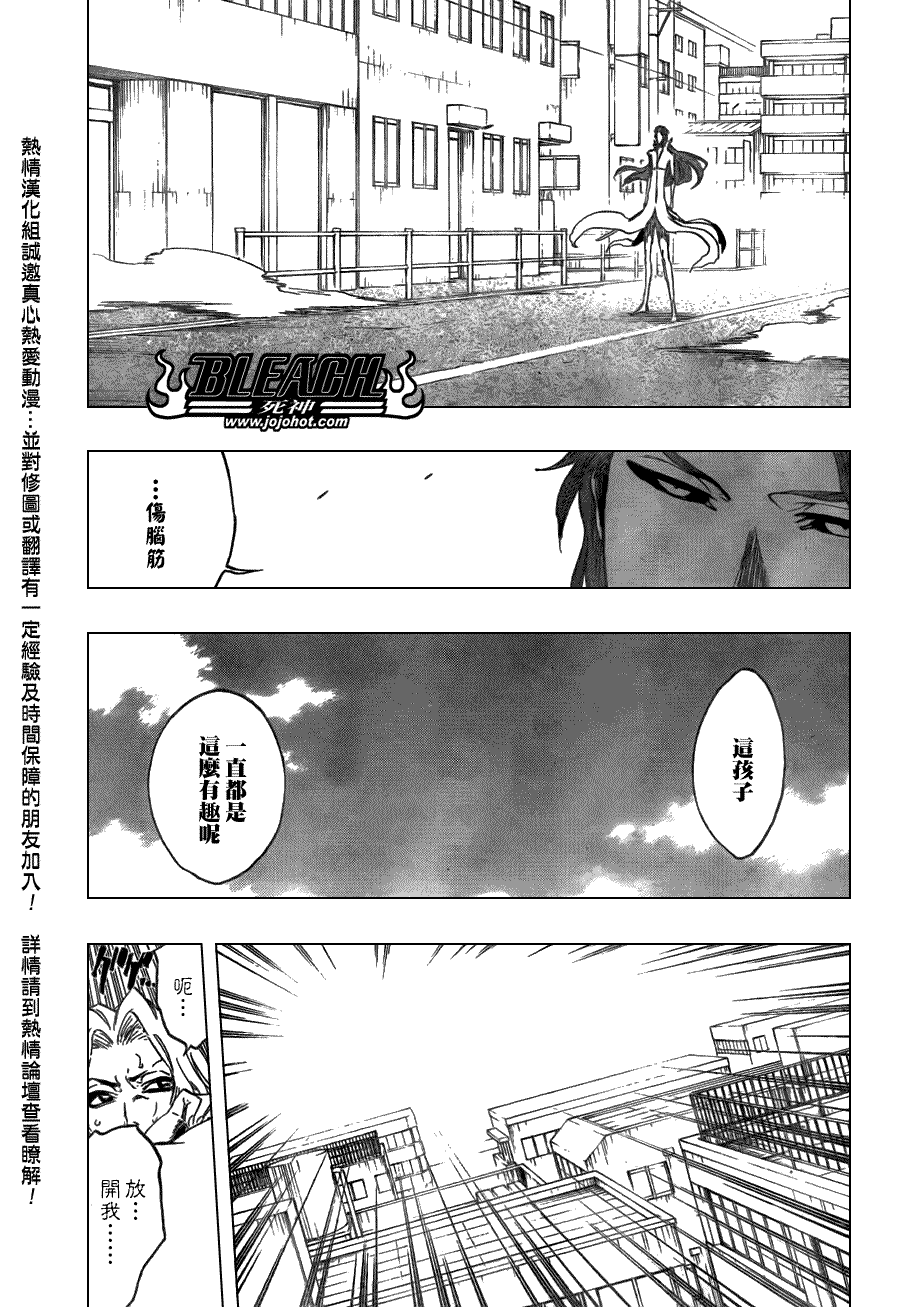 BLEACH
死神
www.jojohot.com
…傷腦筋
這孩子
一直都是
這麼有趣呢
呃…
放…
開我……
熱情漢化組誠邀真心熱愛動漫…並對修圖或翻譯有一定經驗及時間保障的朋友加入！ 詳情請到熱情論壇查看瞭解！